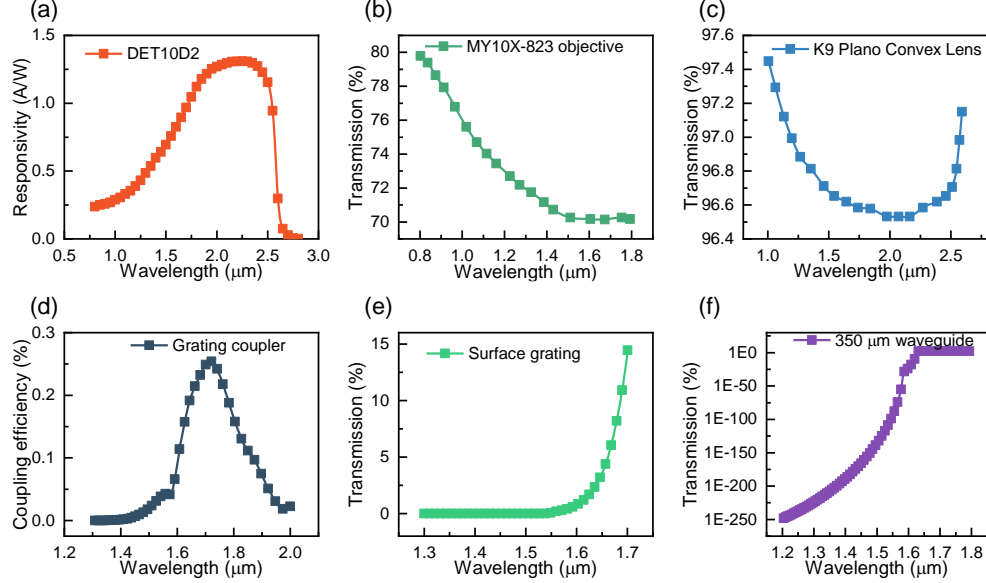 (a)
DET10D2
Responsivity (A/W)
1.5
1.0
0.5
0.0
0.5
1.0
1.5
2.0
2.5
3.0
Wavelength (μm)
(b)
MY10X-823 objective
Transmission (%)
80
78
76
74
72
70
0.8
1.0
1.2
1.4
1.6
1.8
Wavelength (μm)
(c)
K9 Plano Convex Lens
Transmission (%)
97.6
97.4
97.2
97.0
96.8
96.6
96.4
1.0
1.5
2.0
2.5
Wavelength (μm)
(d)
Grating coupler
Coupling efficiency (%)
0.3
0.2
0.1
0.0
1.2
1.4
1.6
1.8
2.0
Wavelength (μm)
(e)
Surface grating
Transmission (%)
15
10
5
0
1.3
1.4
1.5
1.6
1.7
Wavelength (μm)
(f)
350 μm waveguide
Transmission (%)
1E0
1E-50
1E-100
1E-150
1E-200
1E-250
1.2
1.3
1.4
1.5
1.6
1.7
1.8
Wavelength (μm)